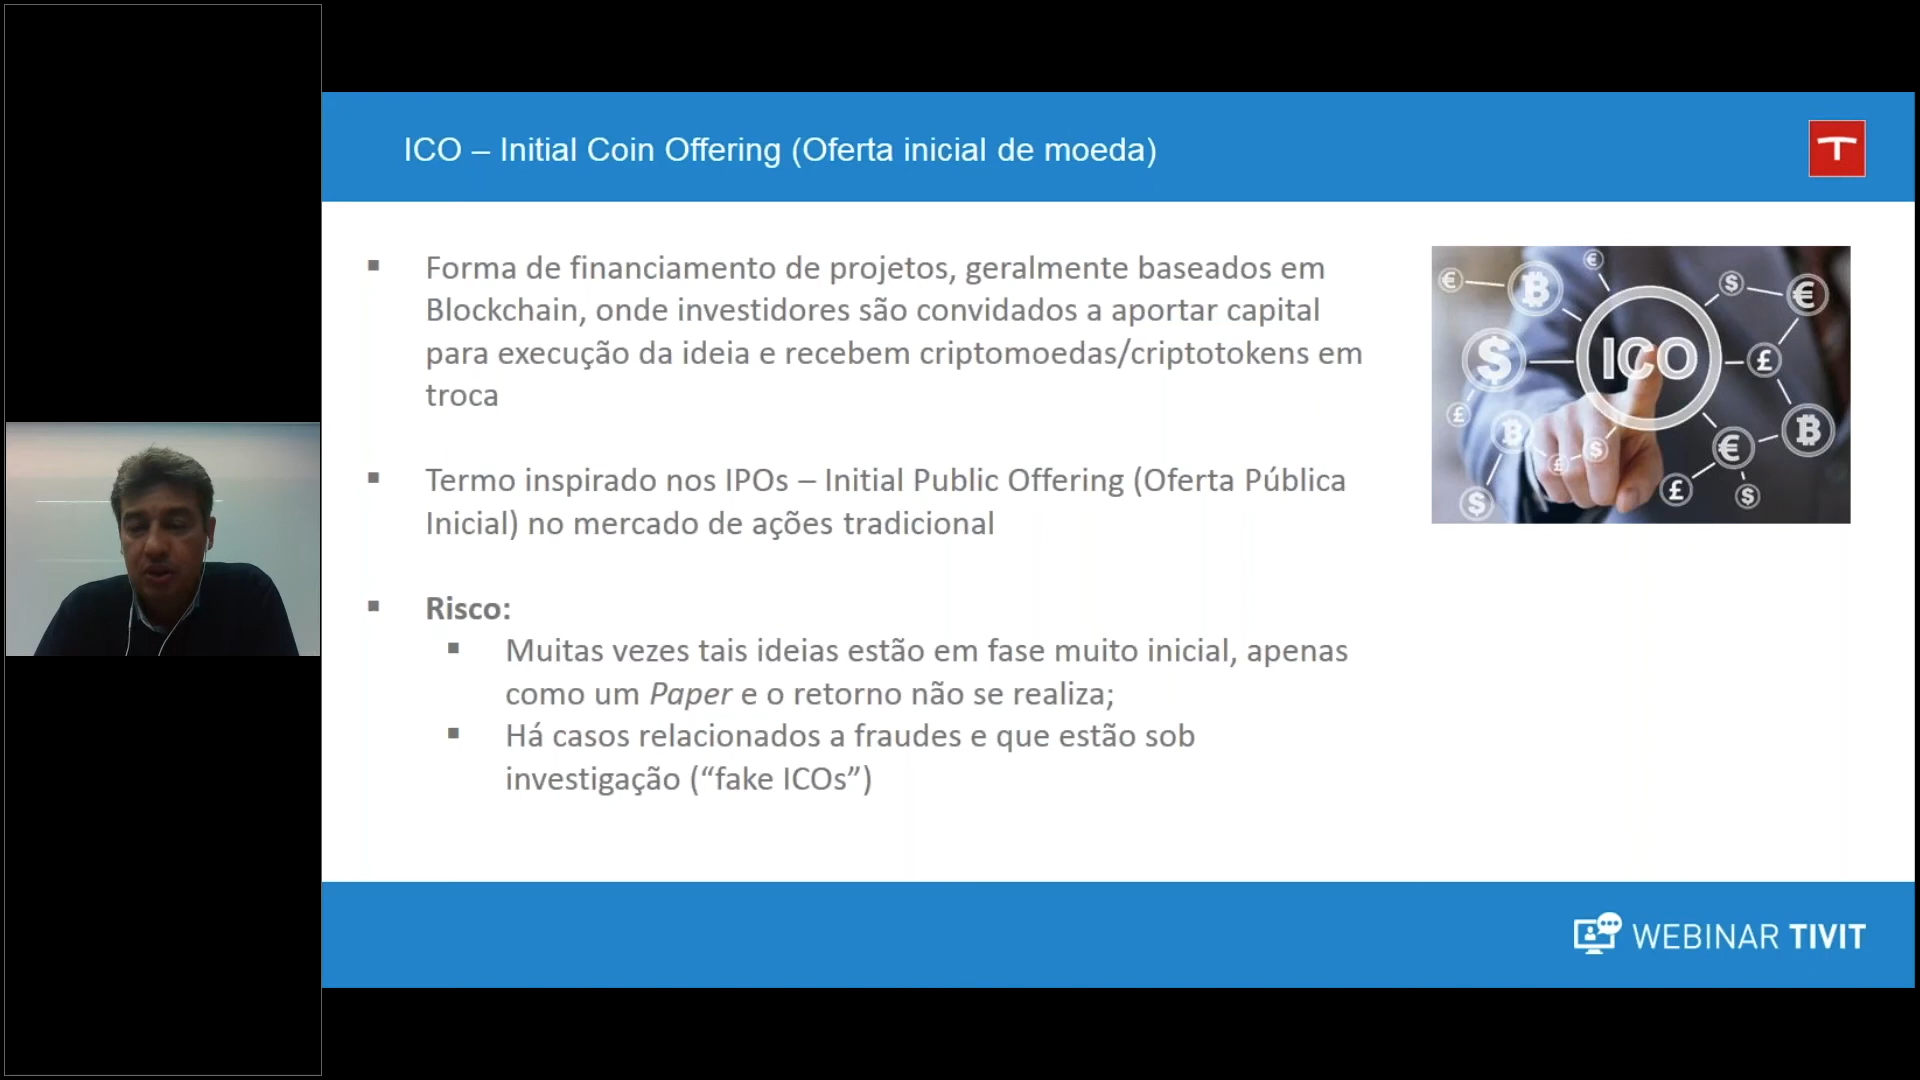 ICO – Initial Coin Offering (Oferta inicial de moeda)
Forma de financiamento de projetos, geralmente baseados em
Blockchain, onde investidores são convidados a aportar capital
para execução da ideia e recebem criptomoedas/criptotokens em
troca
Termo inspirado nos IPOs – Initial Public Offering (Oferta Pública
Inicial) no mercado de ações tradicional
Risco:
Muitas vezes tais ideias estão em fase muito inicial, apenas
como um Paper e o retorno não se realiza;
Há casos relacionados a fraudes e que estão sob
investigação (“fake ICOs”)
ICO
WEBINAR TIVIT